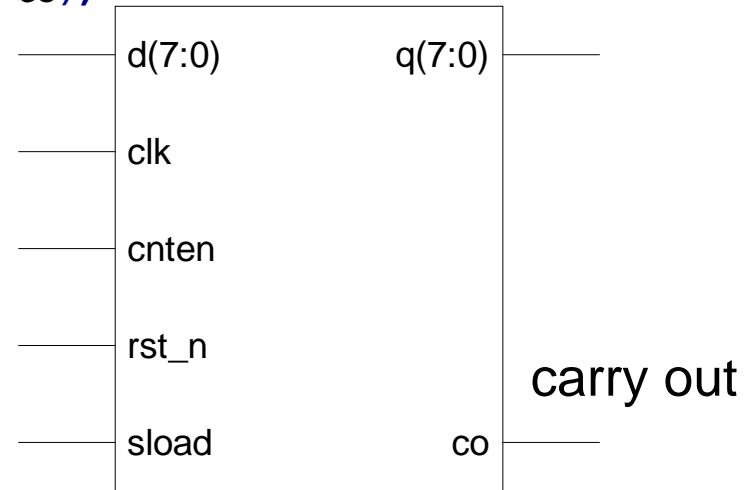 d(7:0) q(7:0)
clk
cnten
rst_n
carry out
sload co